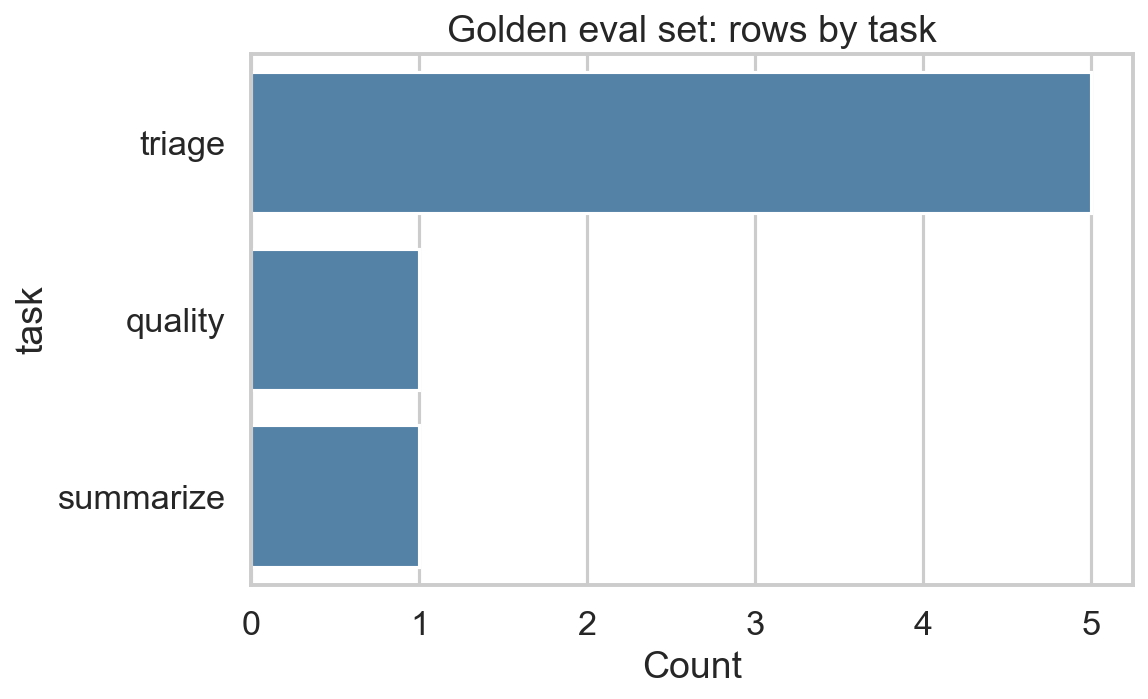 Golden eval set: rows by task
triage
quality
summarize
task
0 1 2 3 4 5
Count